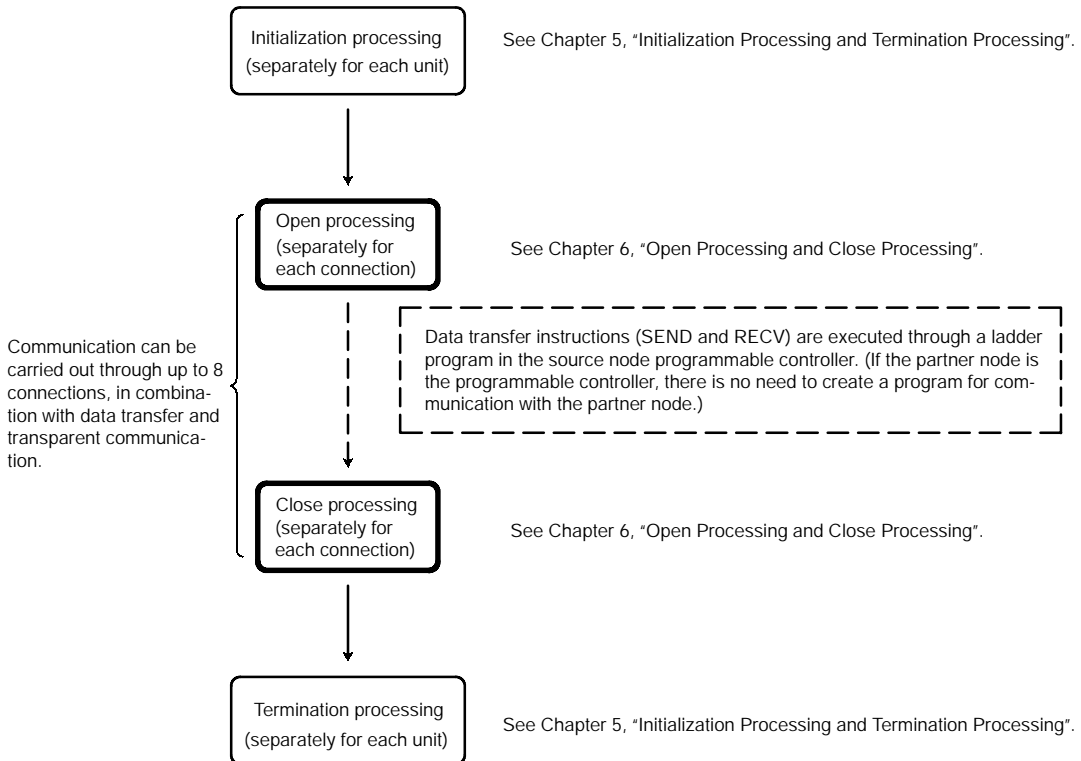 Initialization processing
(separately for each unit)
See Chapter 5, "Initialization Processing and Termination Processing".
Open processing
(separately for
each connection)
See Chapter 6, "Open Processing and Close Processing".
Data transfer instructions (SEND and RECV) are executed through a ladder
program in the source node programmable controller. (If the partner node is
the programmable controller, there is no need to create a program for com-
munication with the partner node.)
Communication can be
carried out through up to 8
connections, in combina-
tion with data transfer and
transparent communica-
tion.
Close processing
(separately for
each connection)
See Chapter 6, "Open Processing and Close Processing".
Termination processing
(separately for each unit)
See Chapter 5, "Initialization Processing and Termination Processing".